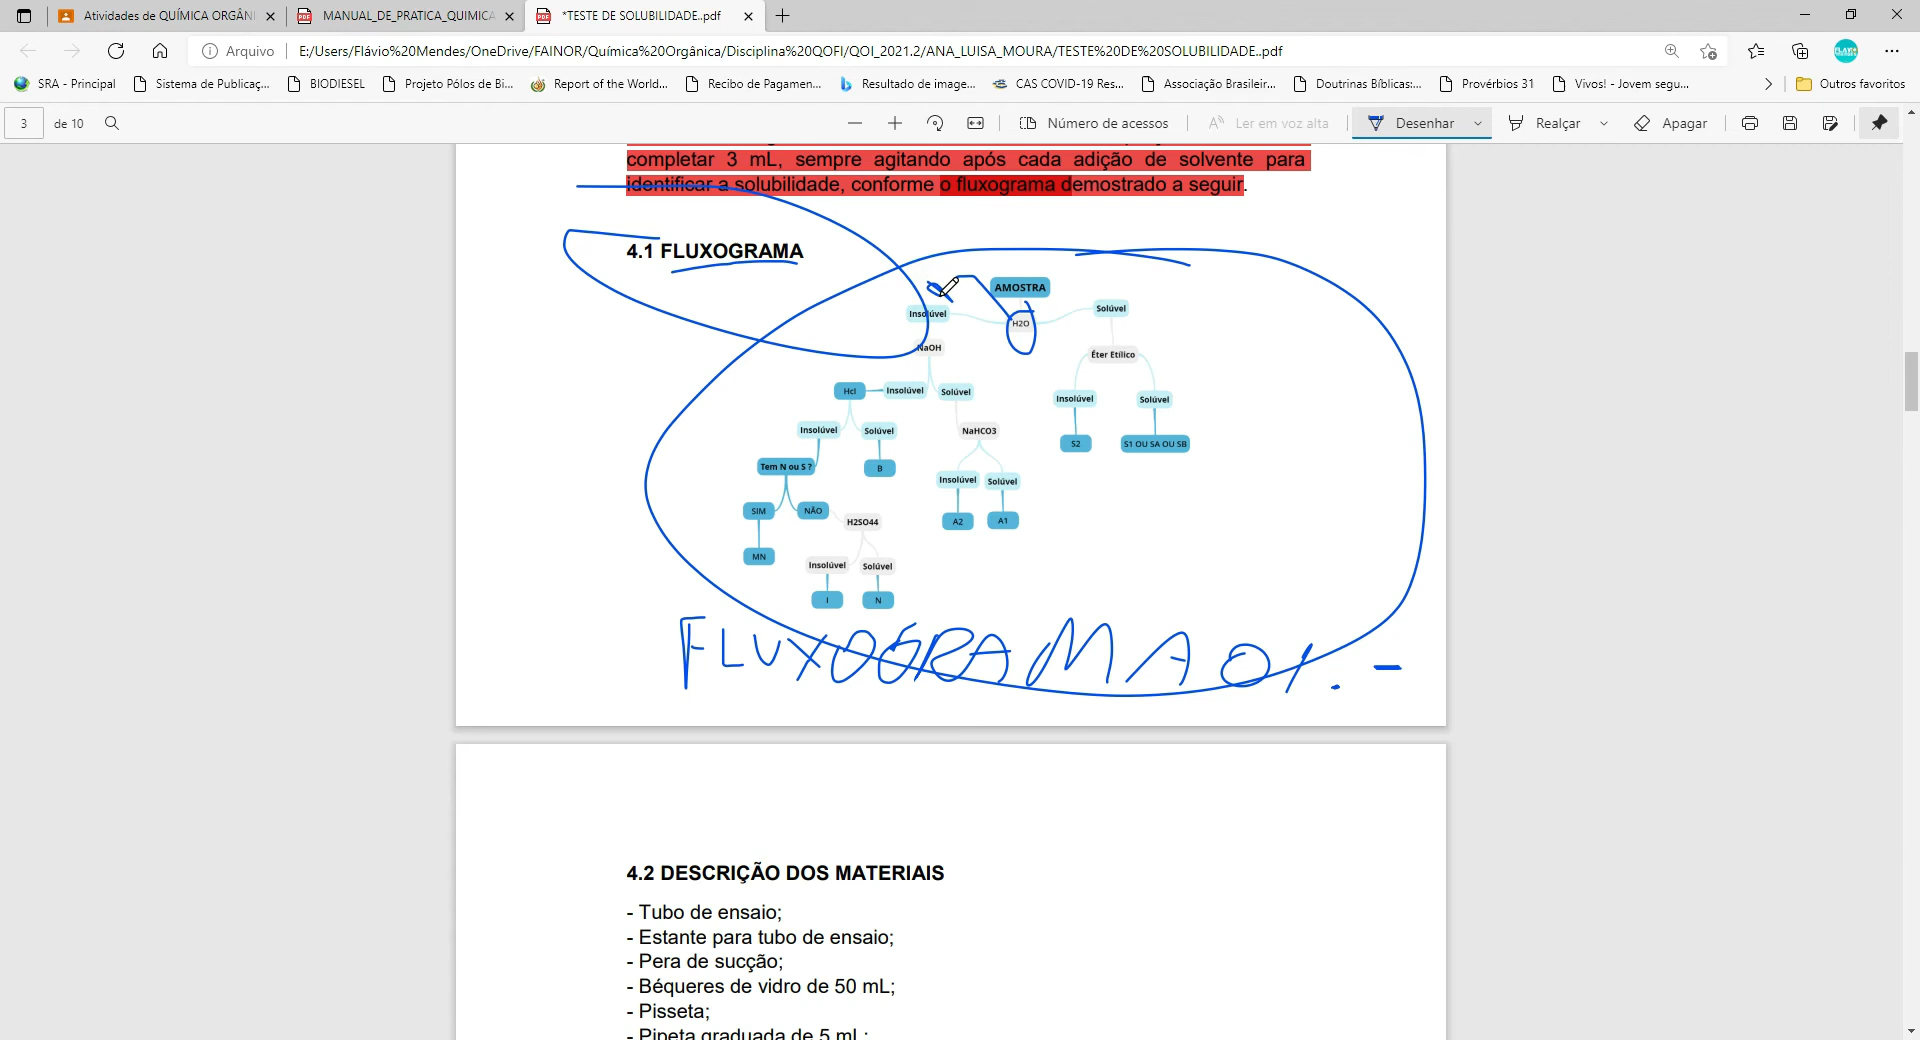 Atividades de QUÍMICA ORGÂNI
MANUAL_DE_PRATICA_QUIMICA
*TESTE DE SOLUBILIDADE..pdf
Arquivo
E:/Users/Flávio%20Mendes/OneDrive/FAINOR/Química%20Orgânica/Disciplina%20QOFI/QOI_2021.2/ANA_LUISA_MOURA/TESTE%20DE%20SOLUBILIDADE..pdf
SRA - Principal
Sistema de Publicaç...
BIODIESEL
Projeto Pólos de Bi...
Report of the World...
Recibo de Pagamen...
Resultado de image...
CAS COVID-19 Res...
Associação Brasileir...
Doutrinas Bíblicas:...
Provérbios 31
Vivos! - Jovem segu...
Outros favoritos
3 de 10
Número de acessos
Ler em voz alta
Desenhar
Realçar
Apagar
completar 3 mL, sempre agitando após cada adição de solvente para
identificar a solubilidade, conforme o fluxograma demostrado a seguir.
4.1 FLUXOGRAMA
AMOSTRA
Insolúvel
H2O
Solúvel
NaOH
Éter Etílico
Hcl
Insolúvel
Solúvel
Insolúvel
Solúvel
Insolúvel
Solúvel
NaHCO3
S2
S1 OU SA OU SB
Tem N ou S ?
B
Insolúvel
Solúvel
SIM
NÃO
H2SO44
A2
A1
MN
Insolúvel
Solúvel
I
N
FLUXOGRAMA 01. -
4.2 DESCRIÇÃO DOS MATERIAIS
- Tubo de ensaio;
- Estante para tubo de ensaio;
- Pera de sucção;
- Béqueres de vidro de 50 mL;
- Pisseta;
- Pipeta graduada de 5 mL;